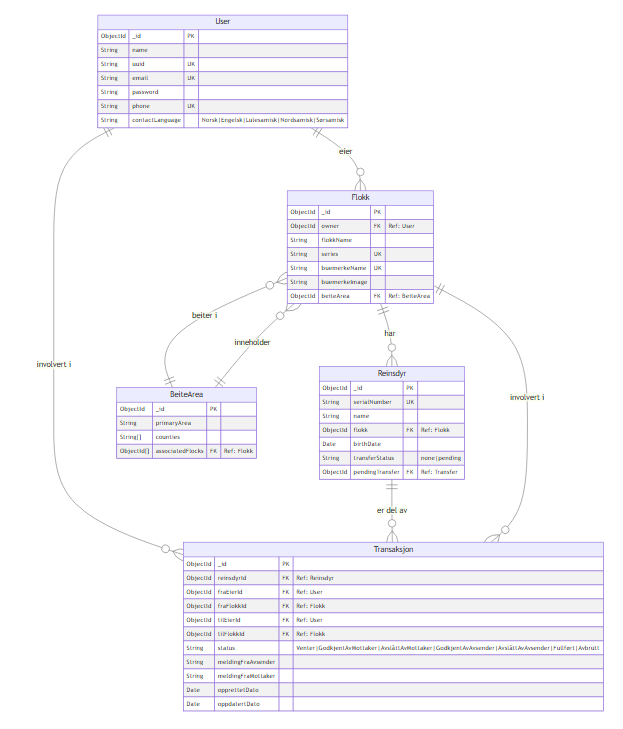 User
ObjectId _id PK
String name
String uuid UK
String email UK
String password
String phone UK
String contactLanguage Norsk|Engelsk|Lulesamisk|Nordsamisk|Sørsamisk
eier
Flokk
ObjectId _id PK
ObjectId owner FK Ref: User
String flokkName
String series UK
String buemerkeName UK
String buemerkeImage
ObjectId beiteArea FK Ref: BeiteArea
beiter i
inneholder
har
involvert i
involvert i
BeiteArea
ObjectId _id PK
String primaryArea
String[] counties
ObjectId[] associatedFlocks FK Ref: Flokk
Reinsdyr
ObjectId _id PK
String serialNumber UK
String name
ObjectId flokk FK Ref: Flokk
Date birthDate
String transferStatus none|pending
ObjectId pendingTransfer FK Ref: Transfer
er del av
Transaksjon
ObjectId _id PK
ObjectId reinsdyrId FK Ref: Reinsdyr
ObjectId fraEierId FK Ref: User
ObjectId fraFlokkId FK Ref: Flokk
ObjectId tilEierId FK Ref: User
ObjectId tilFlokkId FK Ref: Flokk
String status Venter|GodkjentAvMottaker|AvslåttAvMottaker|GodkjentAvAvsender|AvslåttAvAvsender|Fullført|Avbrutt
String meldingFraAvsender
String meldingFraMottaker
Date opprettetDato
Date oppdatertDato